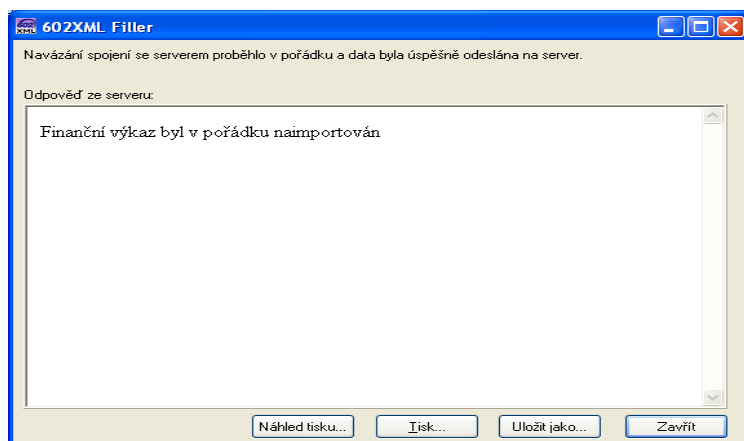 602XML Filler
Navázání spojení se serverem proběhlo v pořádku a data byla úspěšně odeslána na server.
Odpověď ze serveru:
Finanční výkaz byl v pořádku naimportován
Náhled tisku... Tisk... Uložit jako... Zavřít